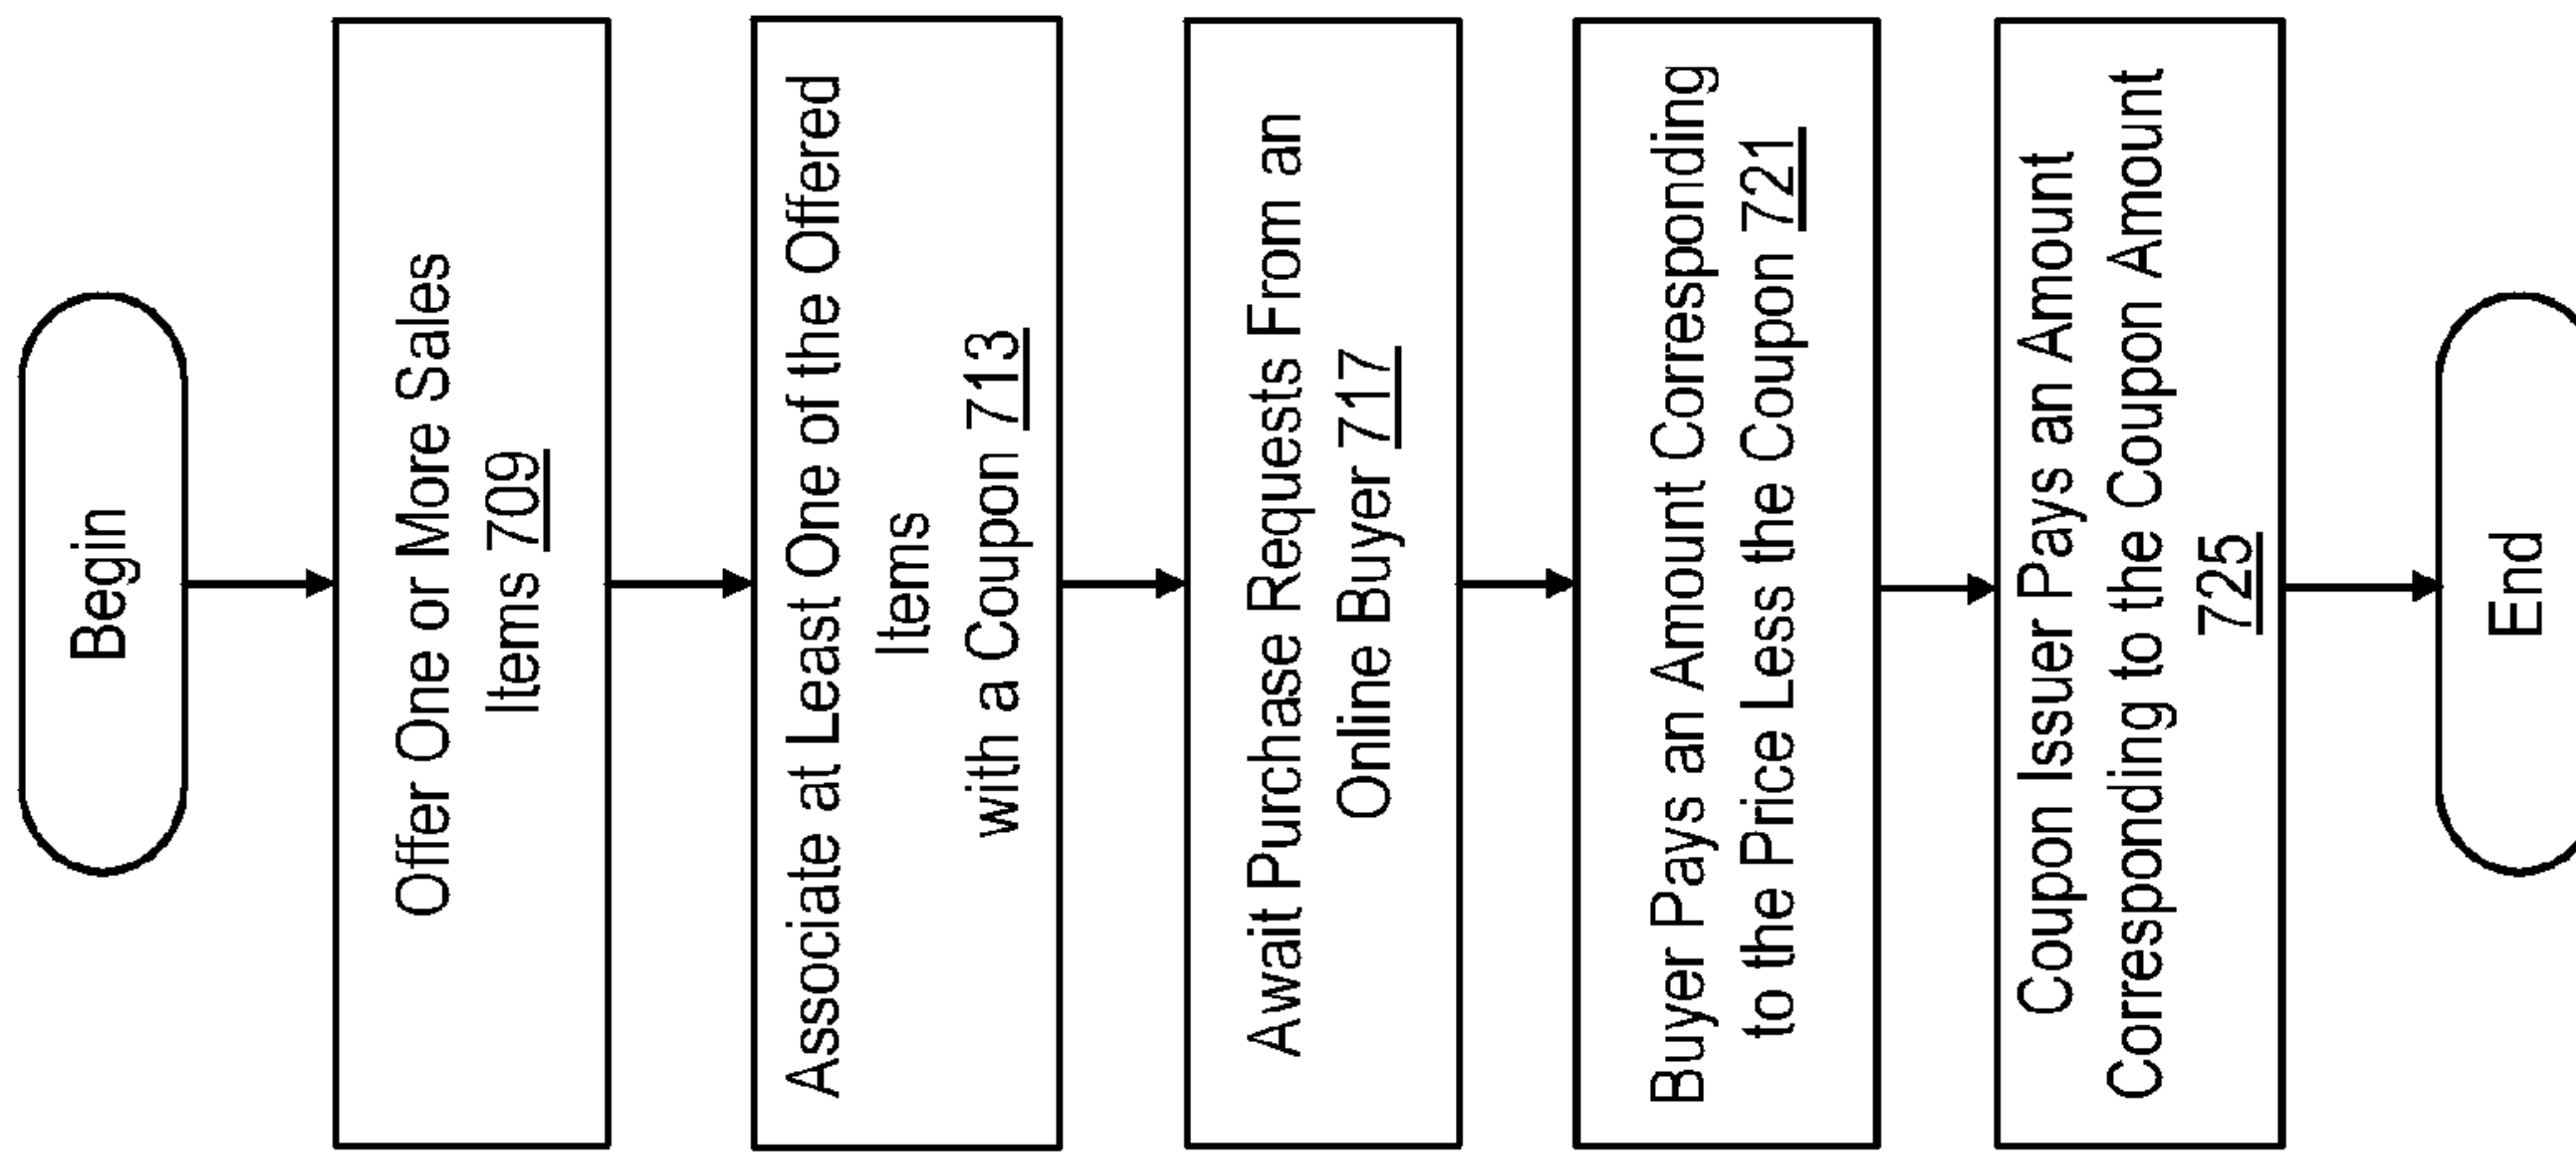 Begin
Offer One or More Sales
Items 709
Associate at Least One of the Offered
Items
with a Coupon 713
Await Purchase Requests From an
Online Buyer 717
Buyer Pays an Amount Corresponding
to the Price Less the Coupon 721
Coupon Issuer Pays an Amount
Corresponding to the Coupon Amount
725
End